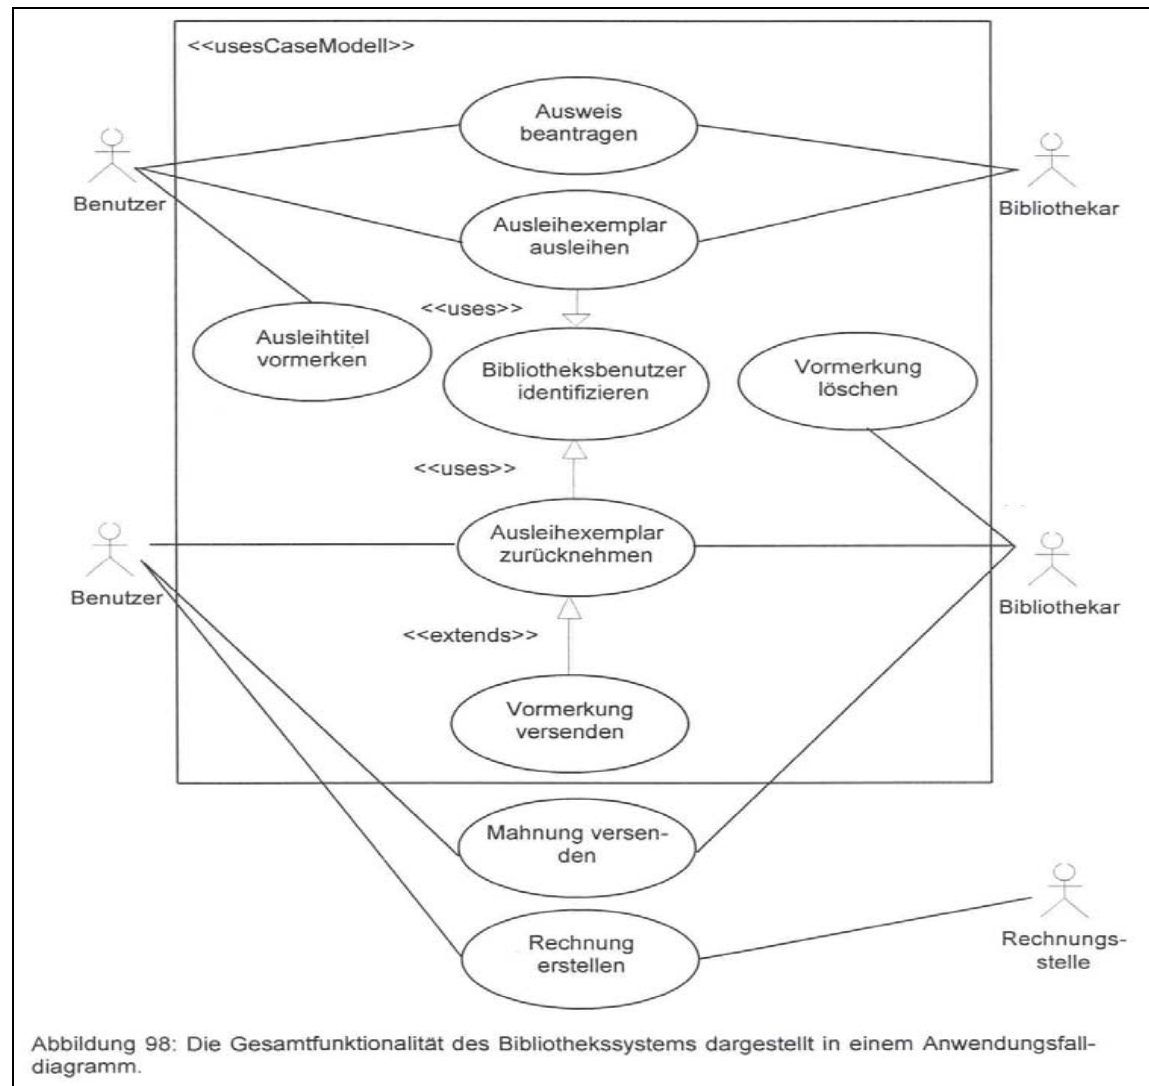 <<usesCaseModell>>
Ausweis
beantragen
Benutzer
Bibliothekar
Ausleihexemplar
ausleihen
<<uses>>
Ausleihtitel
vormerken
Bibliotheksbenutzer
identifizieren
Vormerkung
löschen
<<uses>>
Ausleihexemplar
zurücknehmen
Benutzer
Bibliothekar
<<extends>>
Vormerkung
versenden
Mahnung versen-
den
Rechnung
erstellen
Rechnungs-
stelle
Abbildung 98: Die Gesamtfunktionalität des Bibliothekssystems dargestellt in einem Anwendungsfall-
diagramm.